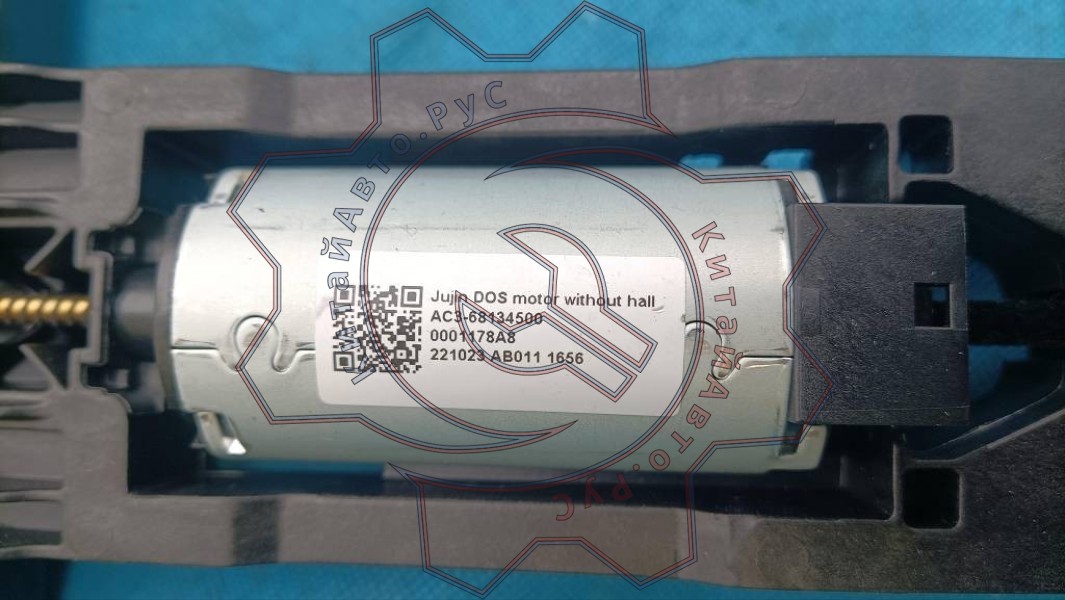 КитайАвто.Рус
КитайАвто.Рус
Jujin DOS motor without hall
AC3-68134500
0001178A8
221023 AB011 1656